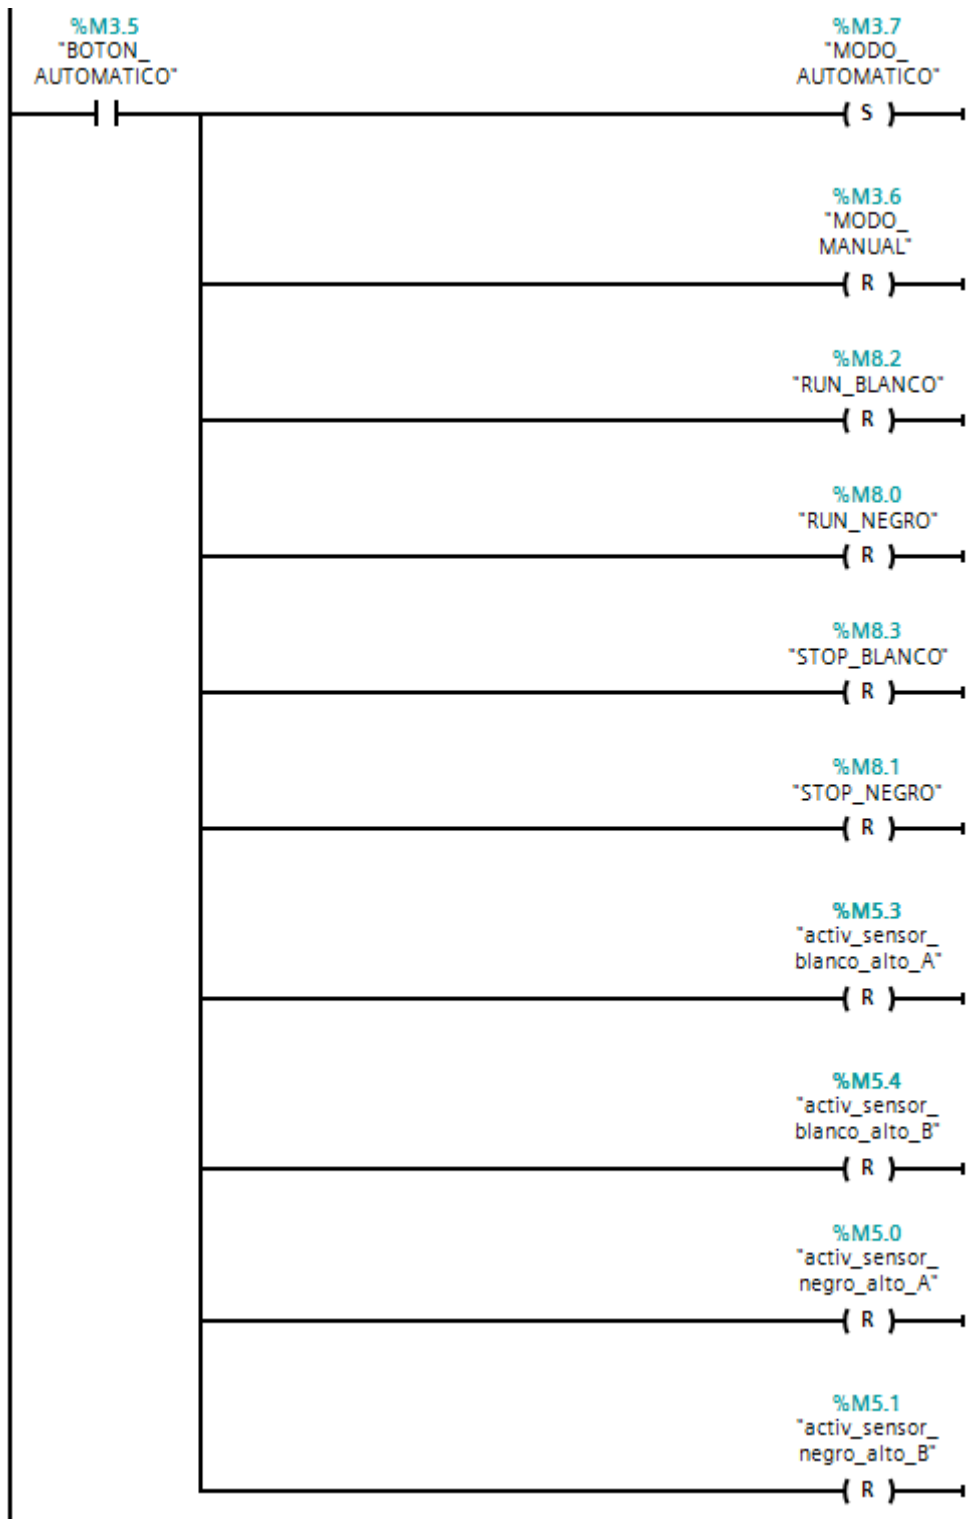 %M3.5
"BOTON_
AUTOMATICO"
%M3.7
"MODO_
AUTOMATICO"
S
%M3.6
"MODO_
MANUAL"
R
%M8.2
"RUN_BLANCO"
R
%M8.0
"RUN_NEGRO"
R
%M8.3
"STOP_BLANCO"
R
%M8.1
"STOP_NEGRO"
R
%M5.3
"activ_sensor_
blanco_alto_A"
R
%M5.4
"activ_sensor_
blanco_alto_B"
R
%M5.0
"activ_sensor_
negro_alto_A"
R
%M5.1
"activ_sensor_
negro_alto_B"
R